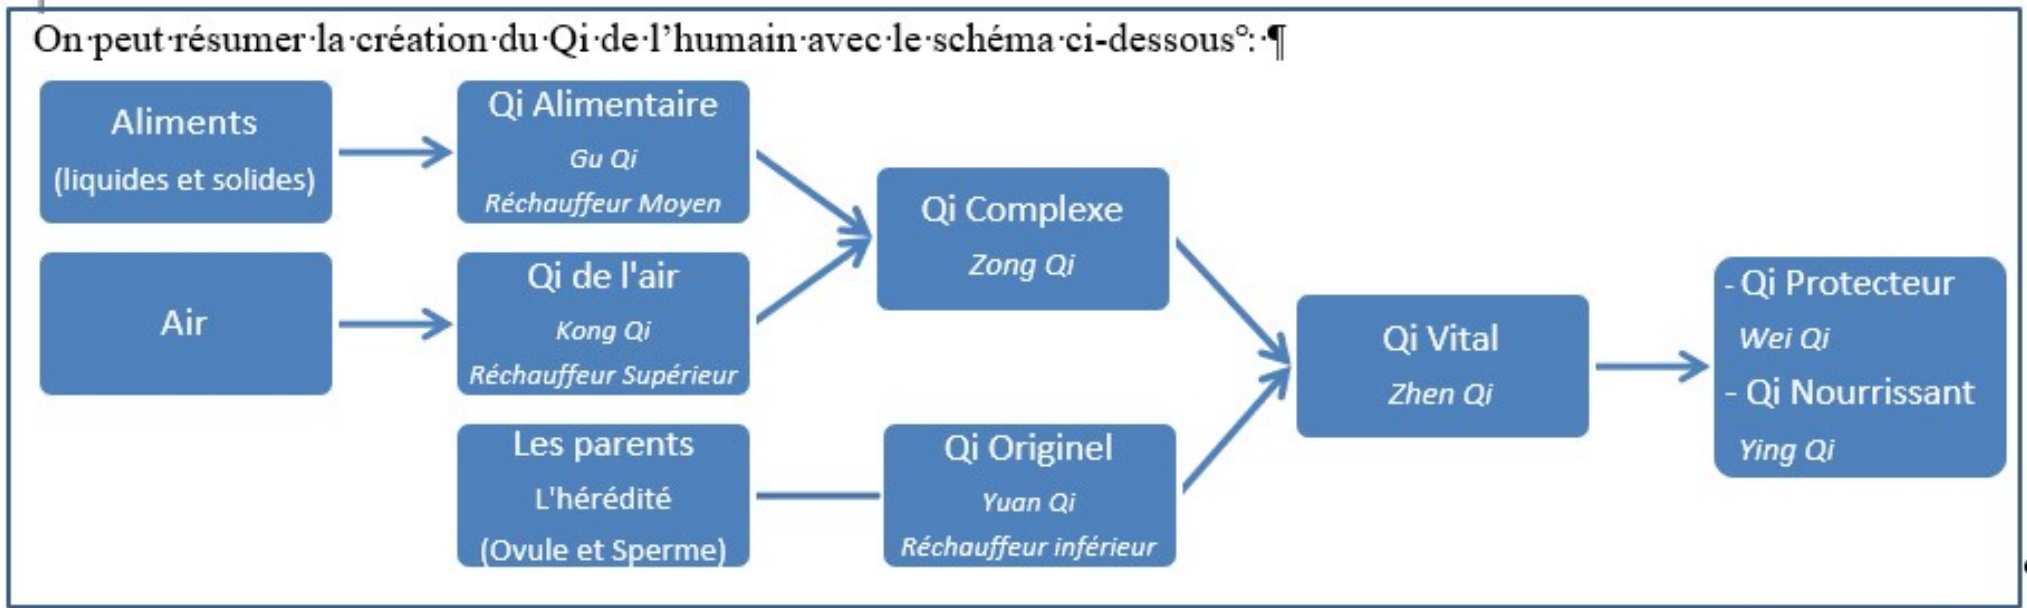 On·peut·résumer·la·création·du·Qi·de·l’humain·avec·le·schéma·ci-dessous°:·¶
Aliments
(liquides et solides)
Qi Alimentaire
Gu Qi
Réchauffeur Moyen
Air
Qi de l'air
Kong Qi
Réchauffeur Supérieur
Qi Complexe
Zong Qi
Les parents
L'hérédité
(Ovule et Sperme)
Qi Originel
Yuan Qi
Réchauffeur inférieur
Qi Vital
Zhen Qi
- Qi Protecteur
Wei Qi
- Qi Nourrissant
Ying Qi